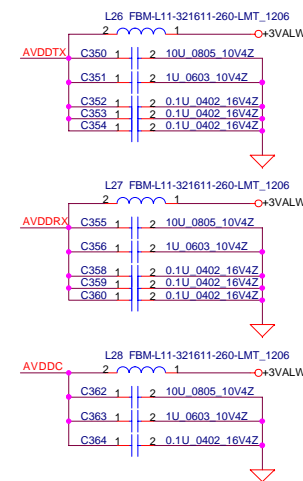 L26 FBM-L11-321611-260-LMT_1206
2 1 +3VALW
AVDDTX
C350 1 2 10U_0805_10V4Z
C351 1 2 1U_0603_10V4Z
C352 1 2 0.1U_0402_16V4Z
C353 1 2 0.1U_0402_16V4Z
C354 1 2 0.1U_0402_16V4Z
L27 FBM-L11-321611-260-LMT_1206
2 1 +3VALW
AVDDRX
C355 1 2 10U_0805_10V4Z
C356 1 2 1U_0603_10V4Z
C358 1 2 0.1U_0402_16V4Z
C359 1 2 0.1U_0402_16V4Z
C360 1 2 0.1U_0402_16V4Z
L28 FBM-L11-321611-260-LMT_1206
2 1 +3VALW
AVDDC
C362 1 2 10U_0805_10V4Z
C363 1 2 1U_0603_10V4Z
C364 1 2 0.1U_0402_16V4Z